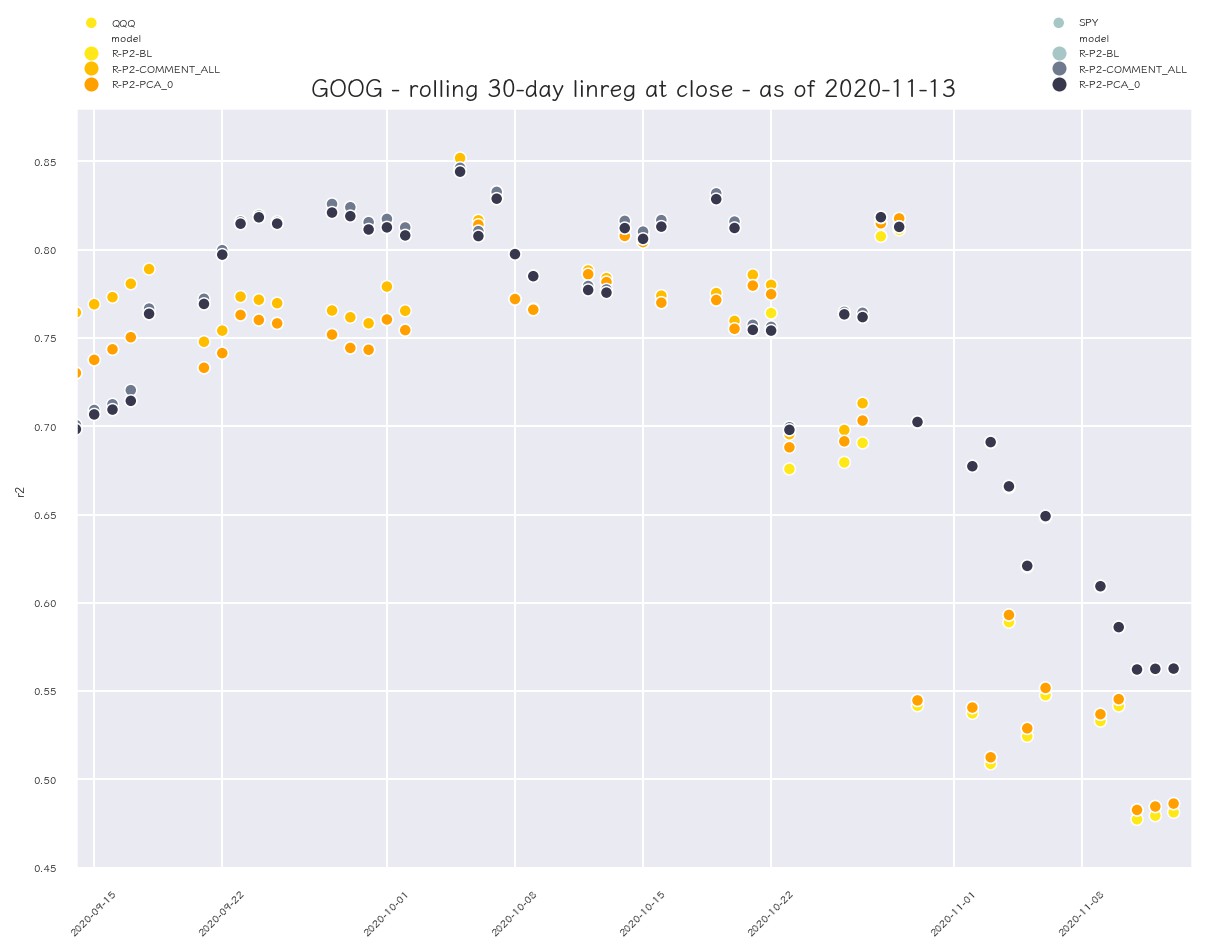 QQQ
model
R-P2-BL
R-P2-COMMENT_ALL
R-P2-PCA_0
SPY
model
R-P2-BL
R-P2-COMMENT_ALL
R-P2-PCA_0
GOOG - rolling 30-day linreg at close - as of 2020-11-13
r2
0.85
0.80
0.75
0.70
0.65
0.60
0.55
0.50
0.45
2020-09-15
2020-09-22
2020-10-01
2020-10-08
2020-10-15
2020-10-22
2020-11-01
2020-11-08